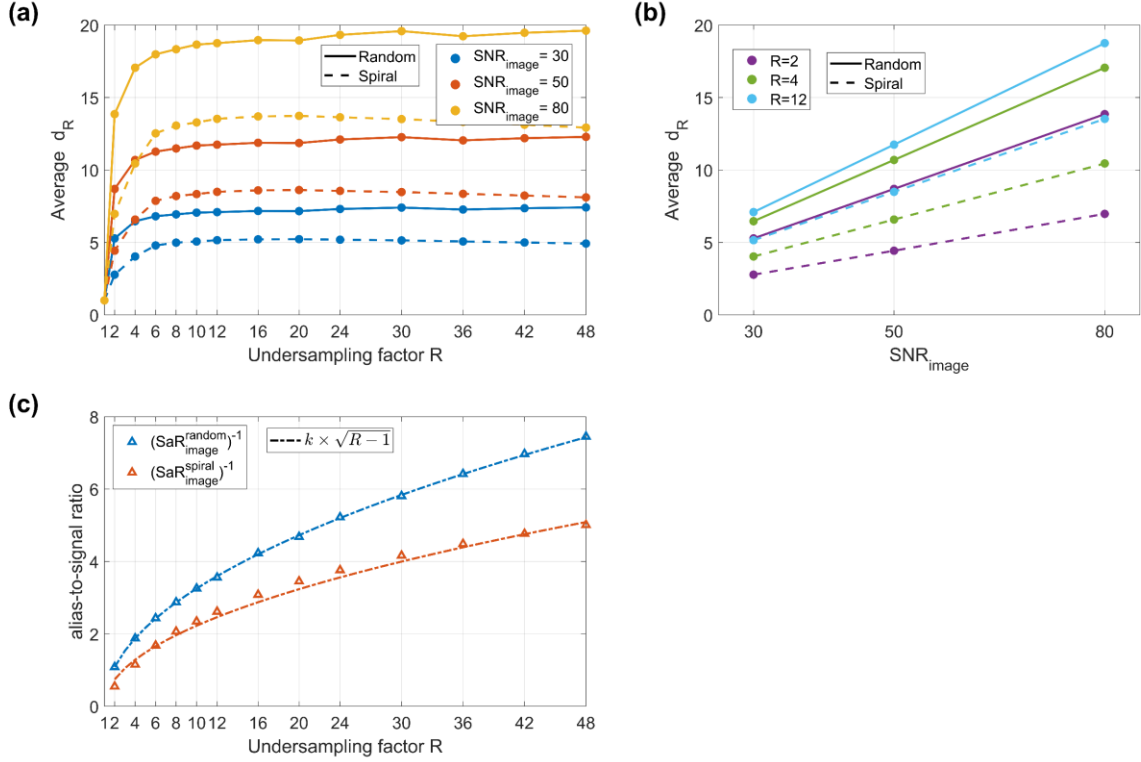 (a)
20
15
10
5
0
Average d_R
Random
Spiral
SNR_image = 30
SNR_image = 50
SNR_image = 80
1 2 4 6 8 10 12 16 20 24 30 36 42 48
Undersampling factor R
(b)
20
15
10
5
0
Average d_R
R=2
R=4
R=12
Random
Spiral
30 50 80
SNR_image
(c)
8
6
4
2
0
alias-to-signal ratio
(SaR_image^random)^-1
(SaR_image^spiral)^-1
k × √(R − 1)
1 2 4 6 8 10 12 16 20 24 30 36 42 48
Undersampling factor R